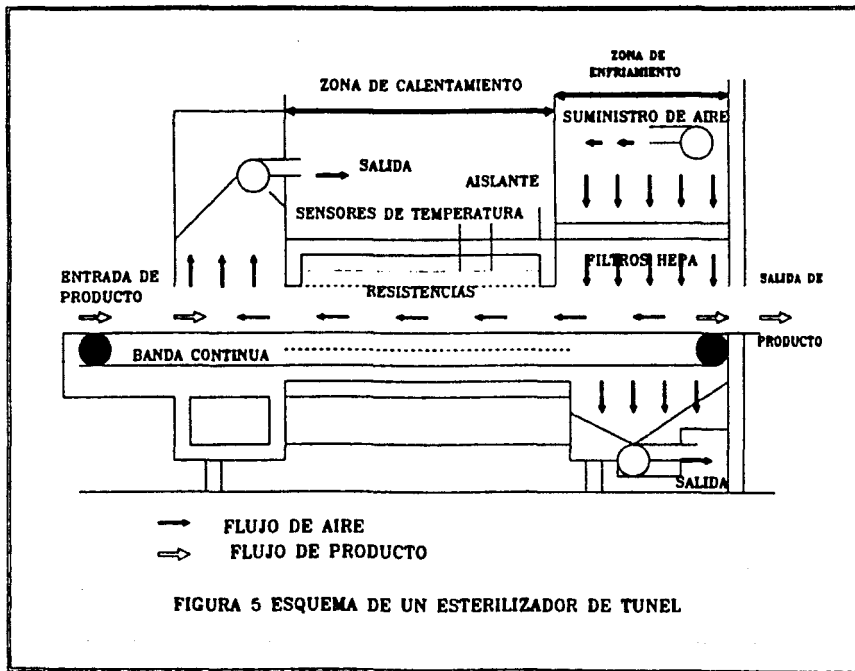 ZONA DE
ENFRIAMIENTO
ZONA DE CALENTAMIENTO
SUMINISTRO DE AIRE
SALIDA
AISLANTE
SENSORES DE TEMPERATURA
FILTROS HEPA
ENTRADA DE
PRODUCTO
RESISTENCIAS
SALIDA DE
PRODUCTO
BANDA CONTINUA
SALIDA
FLUJO DE AIRE
FLUJO DE PRODUCTO
FIGURA 5 ESQUEMA DE UN ESTERILIZADOR DE TUNEL